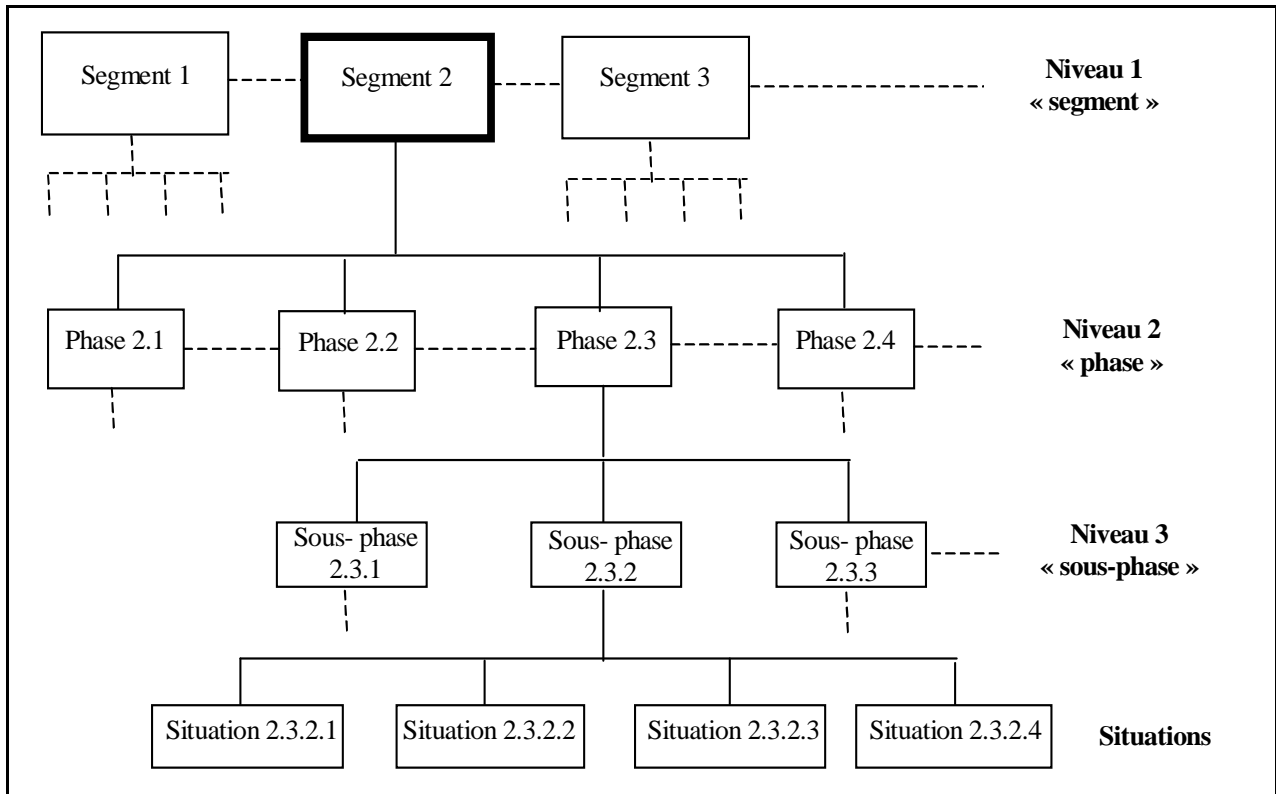 Segment 1
Segment 2
Segment 3
Niveau 1
« segment »
Phase 2.1
Phase 2.2
Phase 2.3
Phase 2.4
Niveau 2
« phase »
Sous- phase
2.3.1
Sous- phase
2.3.2
Sous- phase
2.3.3
Niveau 3
« sous-phase »
Situation 2.3.2.1
Situation 2.3.2.2
Situation 2.3.2.3
Situation 2.3.2.4
Situations